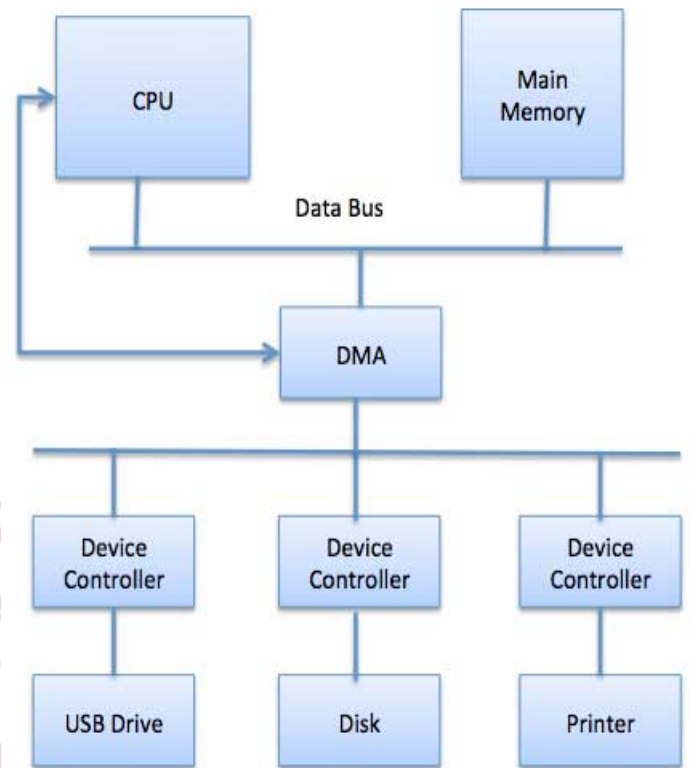 CPU
Main
Memory
Data Bus
DMA
Device
Controller
Device
Controller
Device
Controller
USB Drive
Disk
Printer